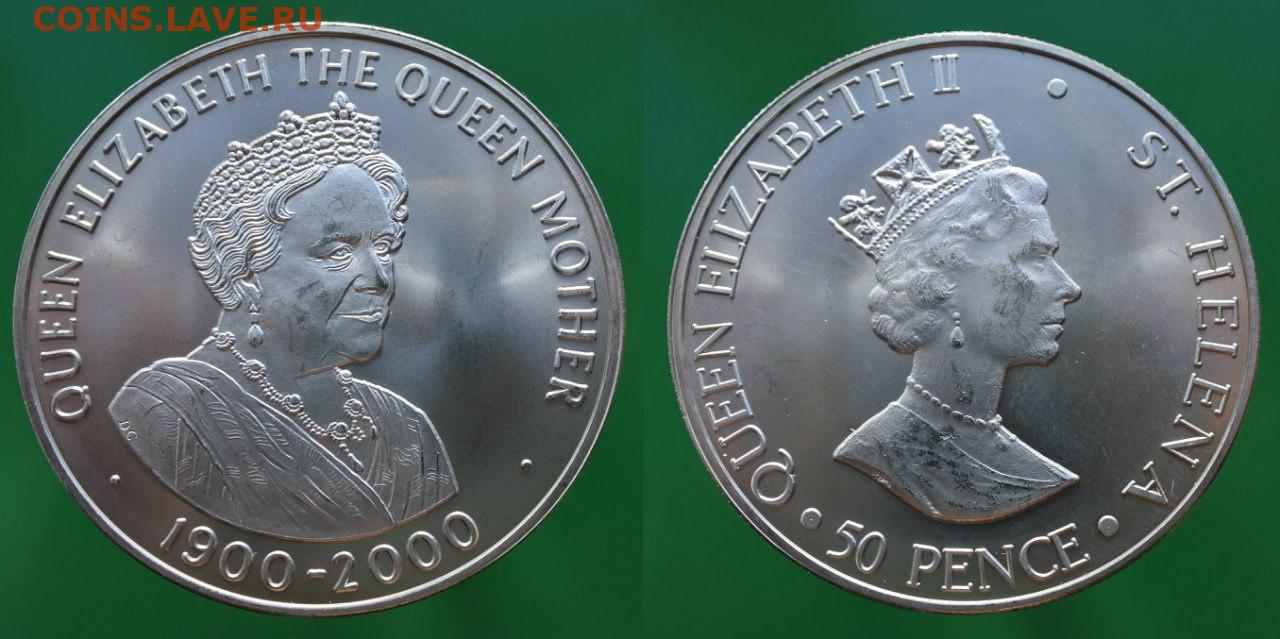 COINS.LAVE.RU
QUEEN ELIZABETH THE QUEEN MOTHER
DC
1900-2000
QUEEN ELIZABETH II
ST. HELENA
50 PENCE